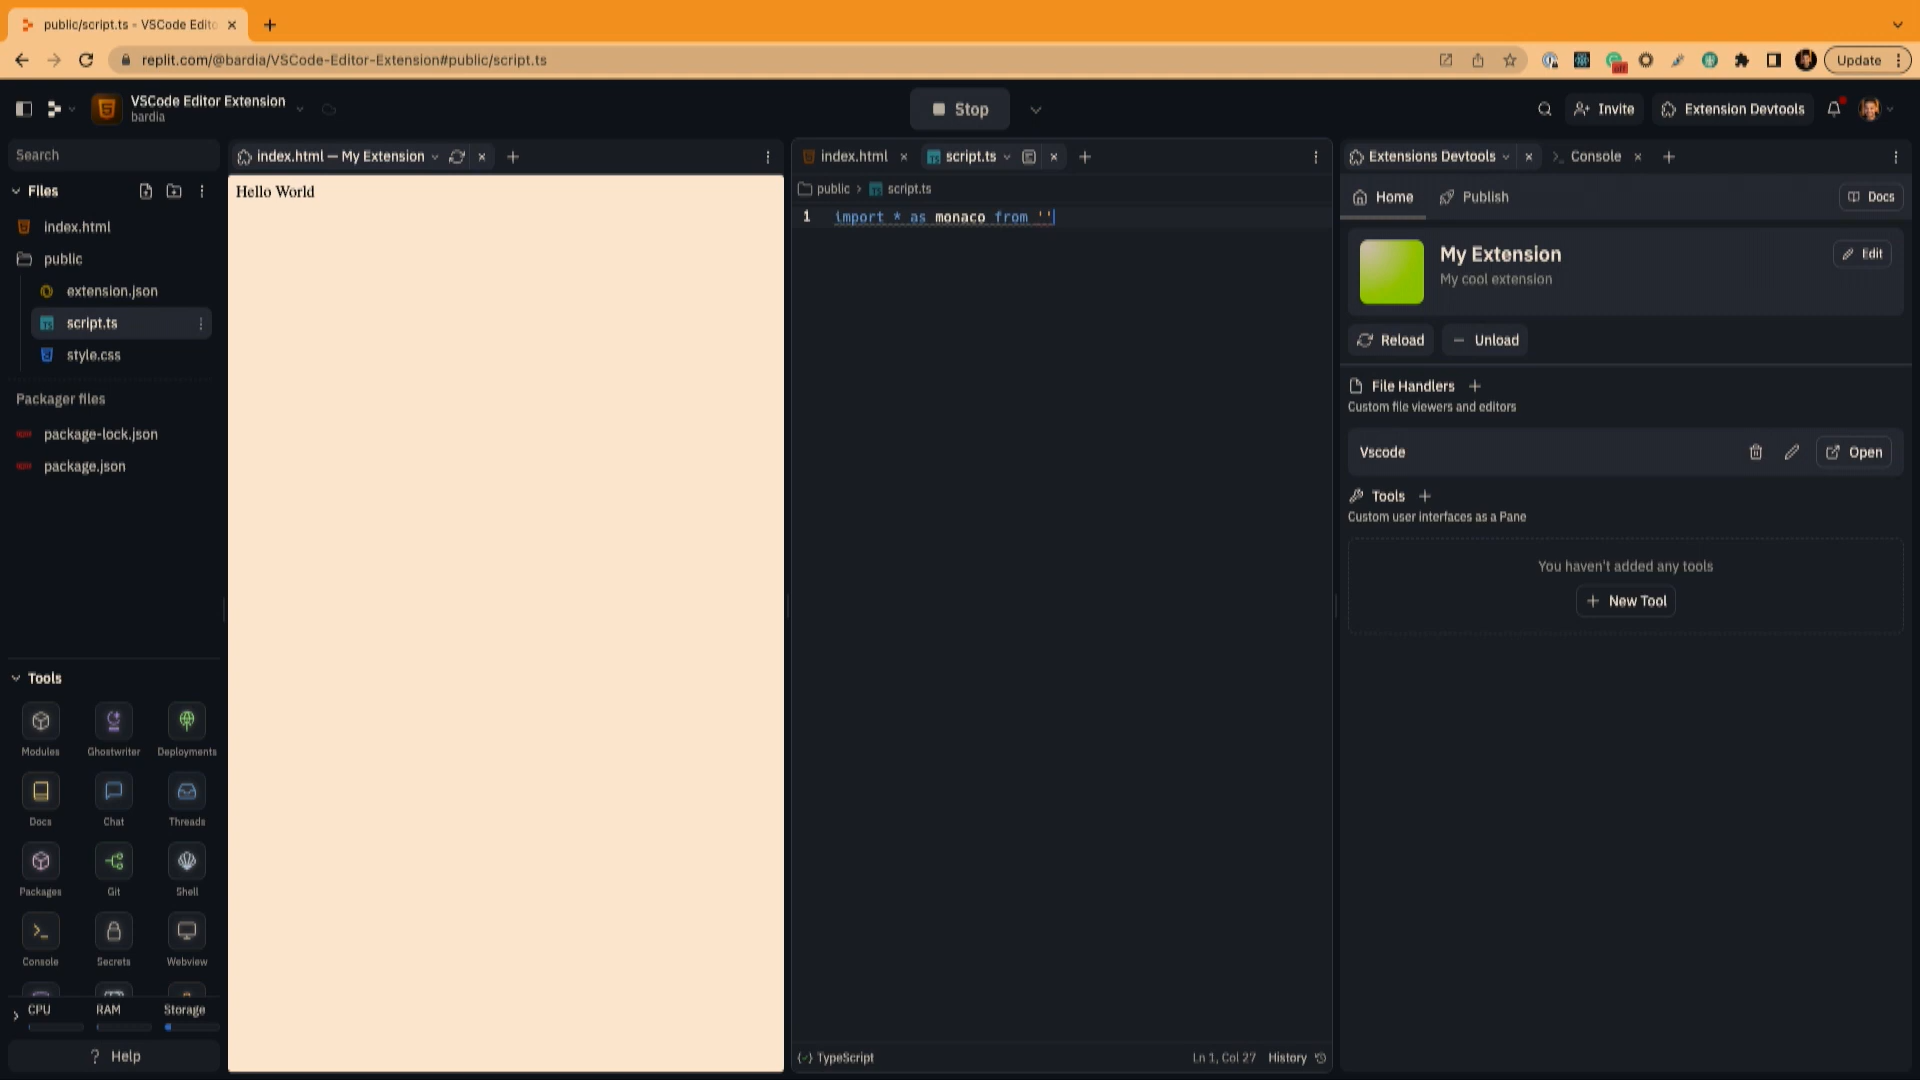 public/script.ts - VSCode Edito
replit.com/@bardia/VSCode-Editor-Extension#public/script.ts
Update
VSCode Editor Extension
bardia
Stop
Invite
Extension Devtools
Search
Files
index.html
public
extension.json
script.ts
style.css
Packager files
package-lock.json
package.json
Tools
Modules Ghostwriter Deployments
Docs Chat Threads
Packages Git Shell
Console Secrets Webview
CPU RAM Storage
? Help
index.html — My Extension
Hello World
index.html script.ts
public > script.ts
1 import * as monaco from ''
TypeScript
Ln 1, Col 27 History
Extensions Devtools Console
Home Publish Docs
My Extension
My cool extension
Edit
Reload Unload
File Handlers
Custom file viewers and editors
Vscode
Open
Tools
Custom user interfaces as a Pane
You haven't added any tools
New Tool